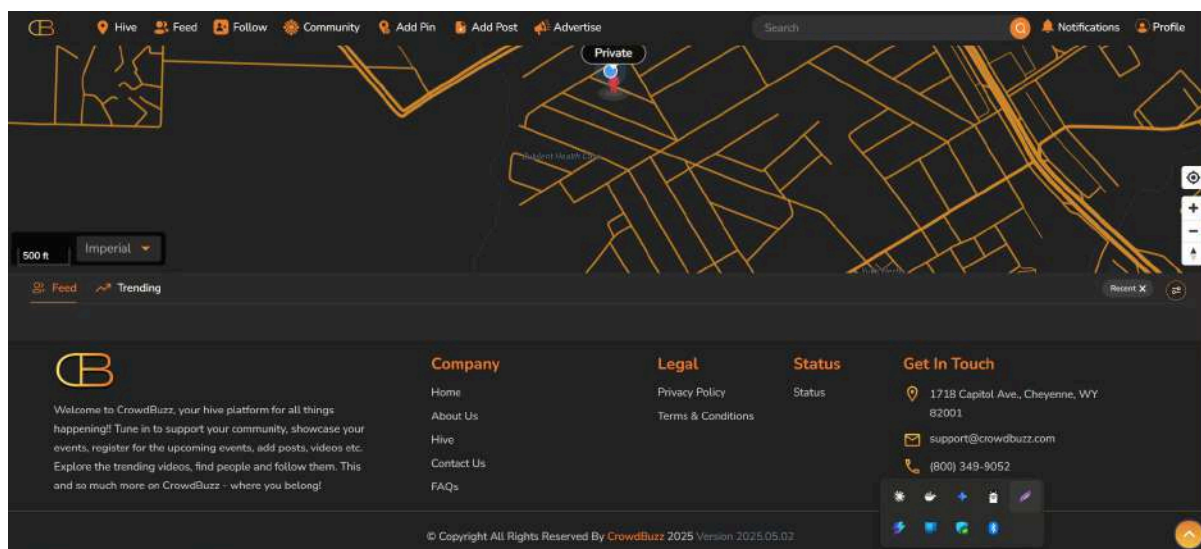 CB
Hive
Feed
Follow
Community
Add Pin
Add Post
Advertise
Search
Notifications
Profile
Private
500 ft
Imperial
Feed
Trending
Recent X
CB
Welcome to CrowdBuzz, your hive platform for all things
happening!! Tune in to support your community, showcase your
events, register for the upcoming events, add posts, videos etc.
Explore the trending videos, find people and follow them. This
and so much more on CrowdBuzz - where you belong!
Company
Home
About Us
Hive
Contact Us
FAQs
Legal
Privacy Policy
Terms & Conditions
Status
Status
Get In Touch
1718 Capitol Ave., Cheyenne, WY
82001
support@crowdbuzz.com
(800) 349-9052
© Copyright All Rights Reserved By CrowdBuzz 2025 Version 2025.05.02